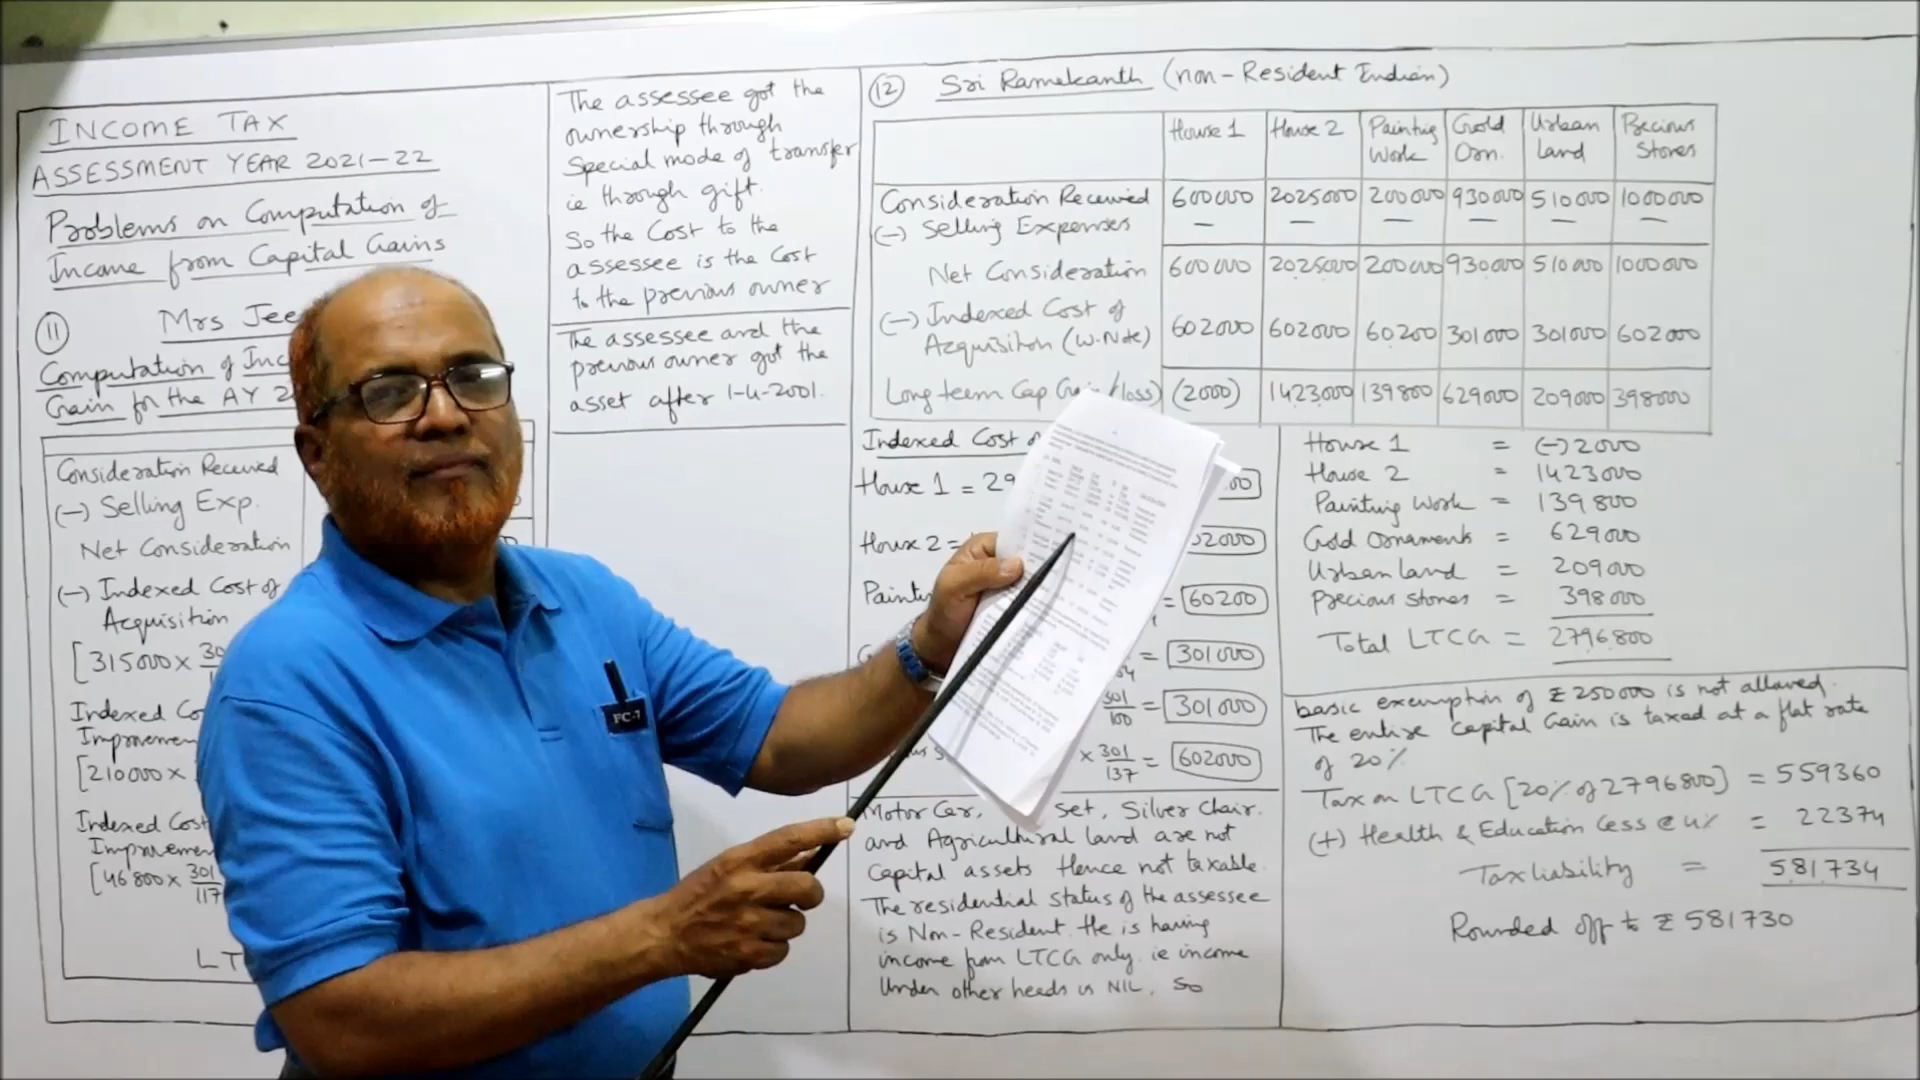 INCOME TAX
ASSESSMENT YEAR 2021-22
Problems on Computation of
Income from Capital Gains
(11) Mrs Jee
Computation of Inc
Gain for the AY 2
Consideration Received
(-) Selling Exp.
Net Consideration
(-) Indexed Cost of
Acquisition
[315000 × 30
Indexed Co
Improvemen
[210000 ×
Indexed Cost
Improvemen
[46800 × 301/117
LT
The assessee got the
ownership through
Special mode of transfer
ie through gift.
So the Cost to the
assessee is the Cost
to the previous owner
The assessee and the
previous owner got the
asset after 1-4-2001.
(12) Sri Ramakanth (non-Resident Indian)
House 1 House 2 Painting Work Gold Orn. Urban Land Precious Stones
Consideration Received 600000 2025000 200000 930000 510000 1000000
(-) Selling Expenses — — — — — —
Net Consideration 600000 2025000 200000 930000 510000 1000000
(-) Indexed Cost of
Acquisition (W.Note) 602000 602000 60200 301000 301000 602000
Long term Cap Gain/(loss) (2000) 1423000 139800 629000 209000 398000
Indexed Cost o
House 1 = 29 00
House 2 = 02000
Paint = 60200
= 301000
301/100 = 301000
× 301/137 = 602000
Motor Car, set, Silver Chair.
and Agricultural land are not
Capital assets Hence not taxable.
The residential status of the assessee
is Non-Resident. He is having
income from LTCG only. ie income
Under other heads is NIL. So
House 1 = (-) 2000
House 2 = 1423000
Painting Work = 139800
Gold Ornaments = 629000
Urban land = 209000
Precious Stones = 398000
Total LTCG = 2796800
basic exemption of ₹ 250000 is not allowed.
The entire Capital Gain is taxed at a flat rate
of 20%
Tax on LTCG [20% of 2796800] = 559360
(+) Health & Education Cess @ 4% = 22374
Tax liability = 581734
Rounded off to ₹ 581730
FC-7